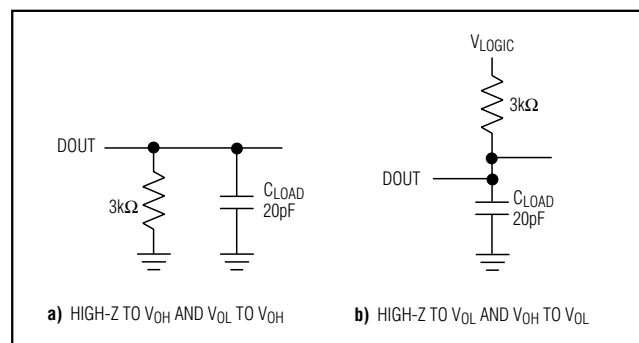 DOUT
3kΩ
CLOAD
20pF
a) HIGH-Z TO VOH AND VOL TO VOH
VLOGIC
3kΩ
DOUT
CLOAD
20pF
b) HIGH-Z TO VOL AND VOH TO VOL